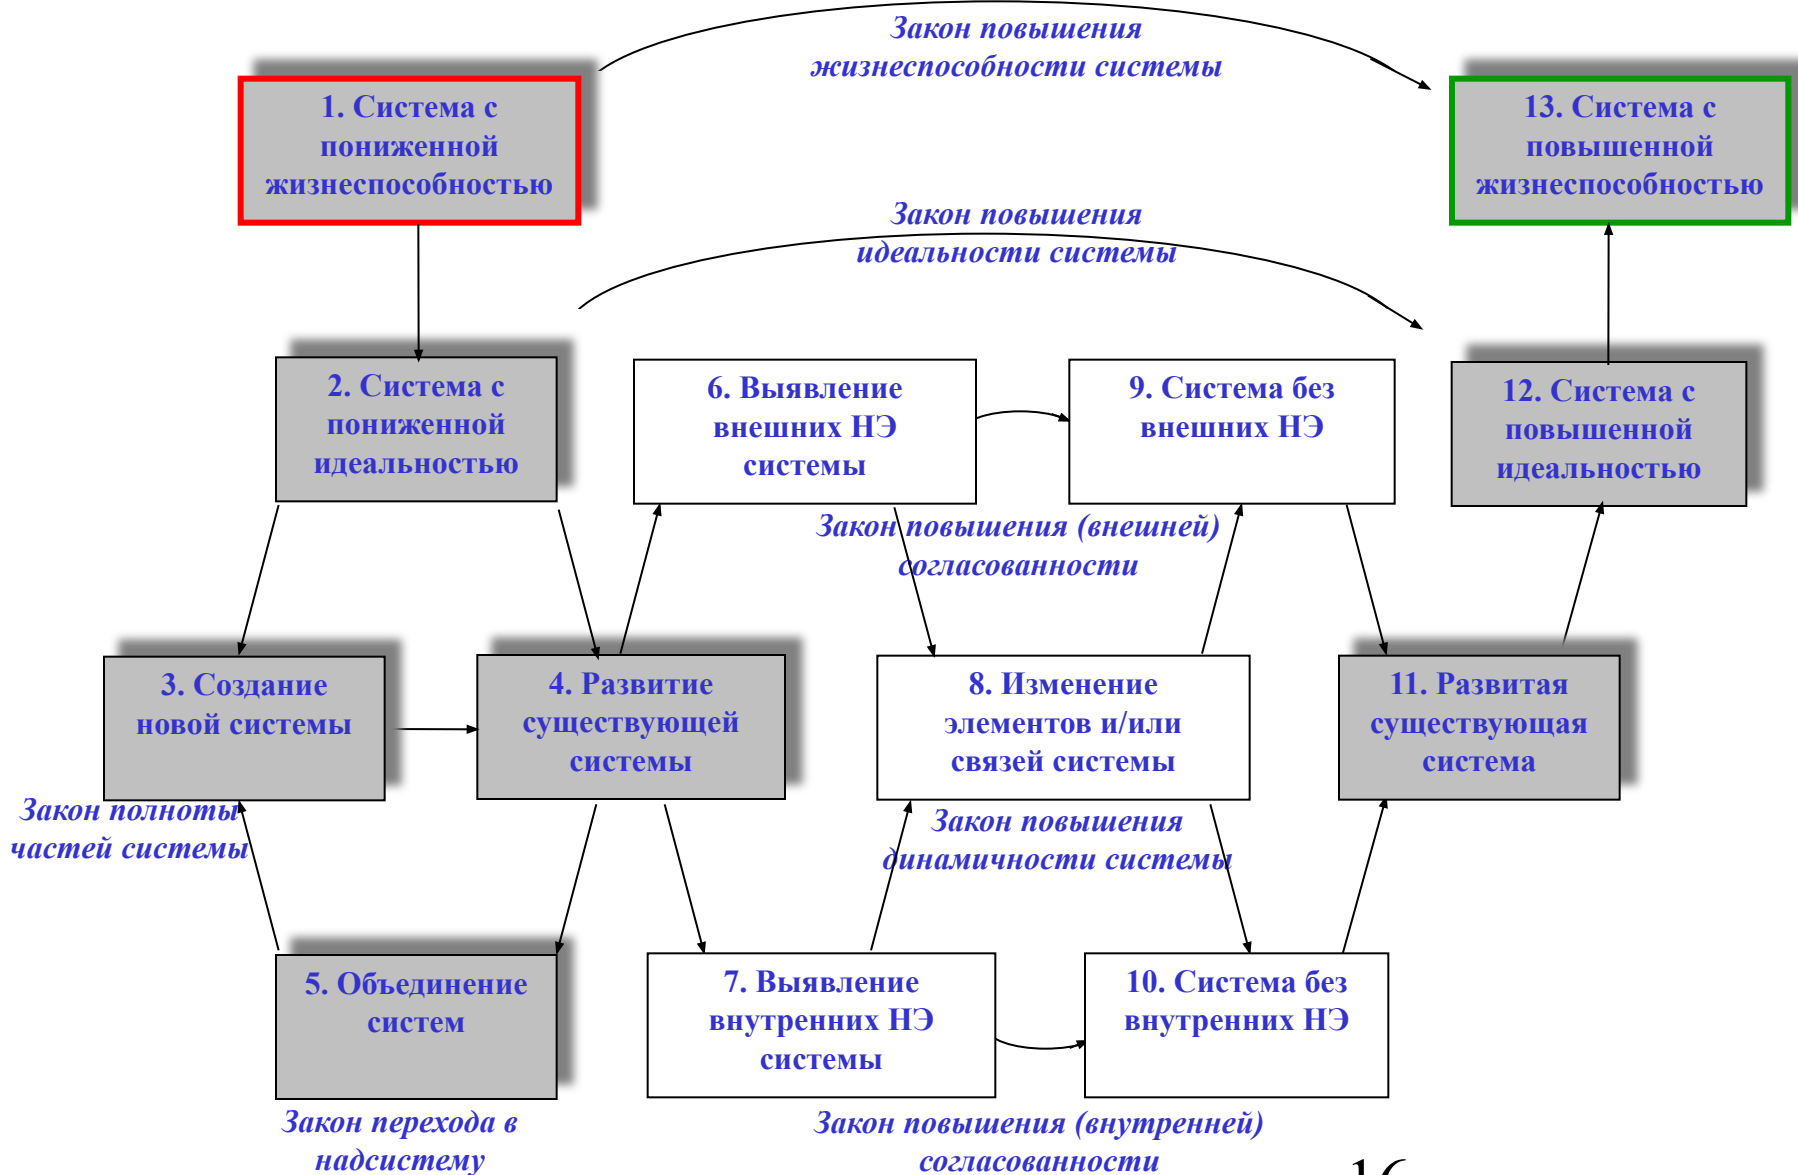 Закон повышения
жизнеспособности системы
1. Система с
пониженной
жизнеспособностью
13. Система с
повышенной
жизнеспособностью
Закон повышения
идеальности системы
2. Система с
пониженной
идеальностью
6. Выявление
внешних НЭ
системы
9. Система без
внешних НЭ
12. Система с
повышенной
идеальностью
Закон повышения (внешней)
согласованности
3. Создание
новой системы
4. Развитие
существующей
системы
8. Изменение
элементов и/или
связей системы
11. Развитая
существующая
система
Закон полноты
частей системы
Закон повышения
динамичности системы
5. Объединение
систем
7. Выявление
внутренних НЭ
системы
10. Система без
внутренних НЭ
Закон перехода в
надсистему
Закон повышения (внутренней)
согласованности
16